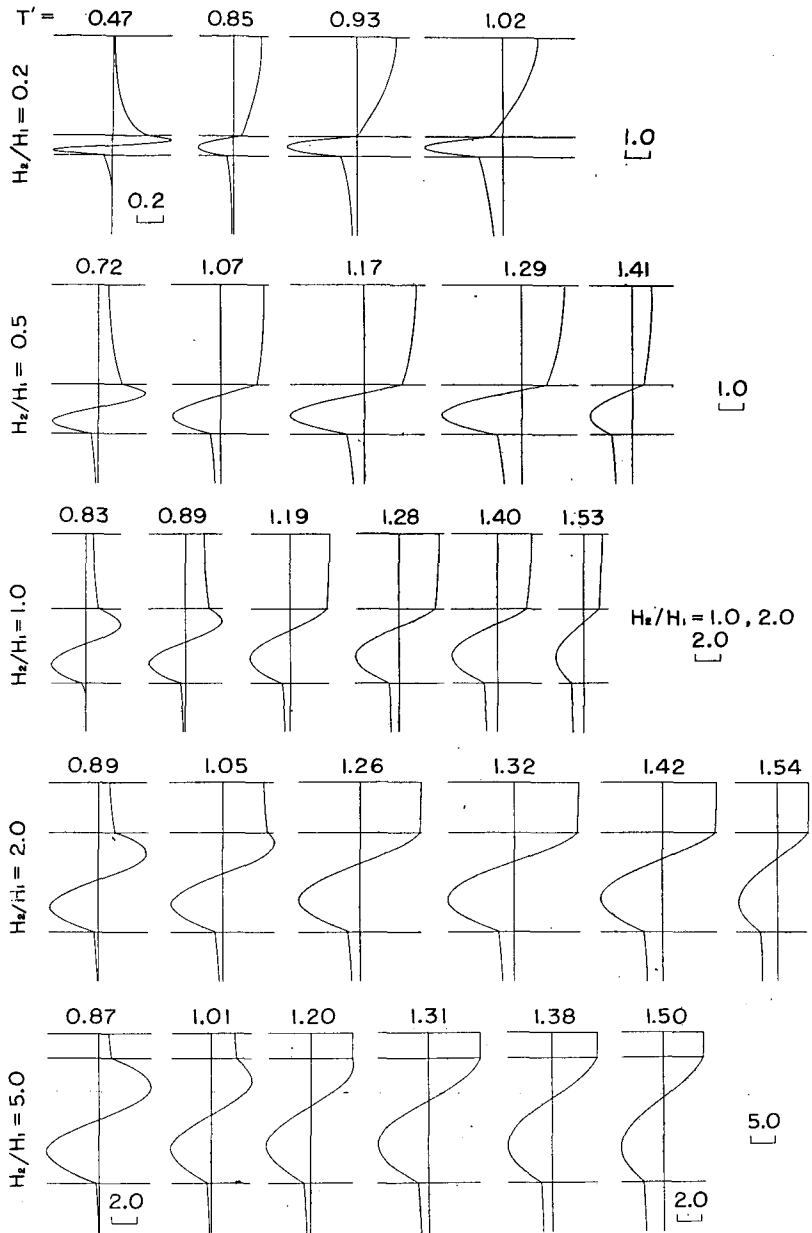 T' = 0.47 0.85 0.93 1.02
H₂/H₁ = 0.2
0.2
1.0
0.72 1.07 1.17 1.29 1.41
H₂/H₁ = 0.5
1.0
0.83 0.89 1.19 1.28 1.40 1.53
H₂/H₁ = 1.0
H₂/H₁ = 1.0 , 2.0
2.0
0.89 1.05 1.26 1.32 1.42 1.54
H₂/H₁ = 2.0
0.87 1.01 1.20 1.31 1.38 1.50
H₂/H₁ = 5.0
5.0
2.0 2.0